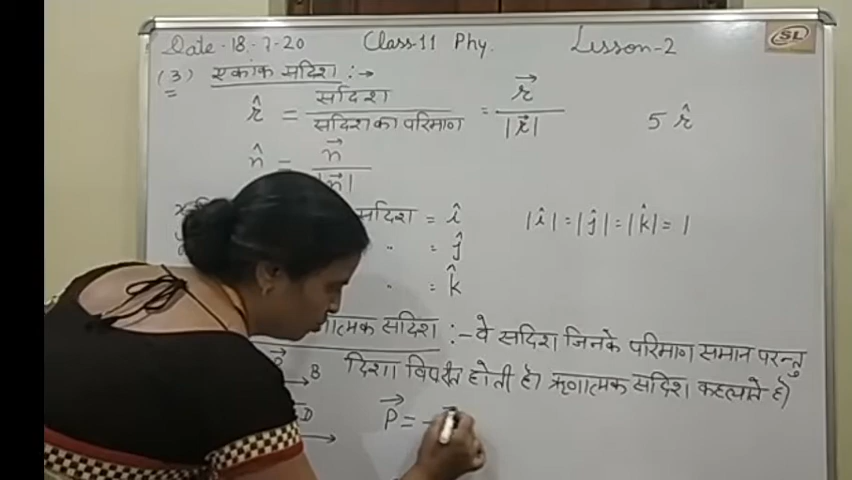 Date - 18-7-20 Class-11 Phy. Lesson-2 SL
(3) एकांक सदिश :→
r̂ = सदिश / सदिश का परिमाण = r⃗ / |r⃗| 5 r̂
n̂ = n⃗ / |n⃗|
सदिश = î |î| = |ĵ| = |k̂| = 1
" = ĵ
" = k̂
णात्मक सदिश :- वे सदिश जिनके परिमाण समान परन्तु
B दिशा विपरीत होती है। ऋणात्मक सदिश कहलाते है।
D P⃗ = -